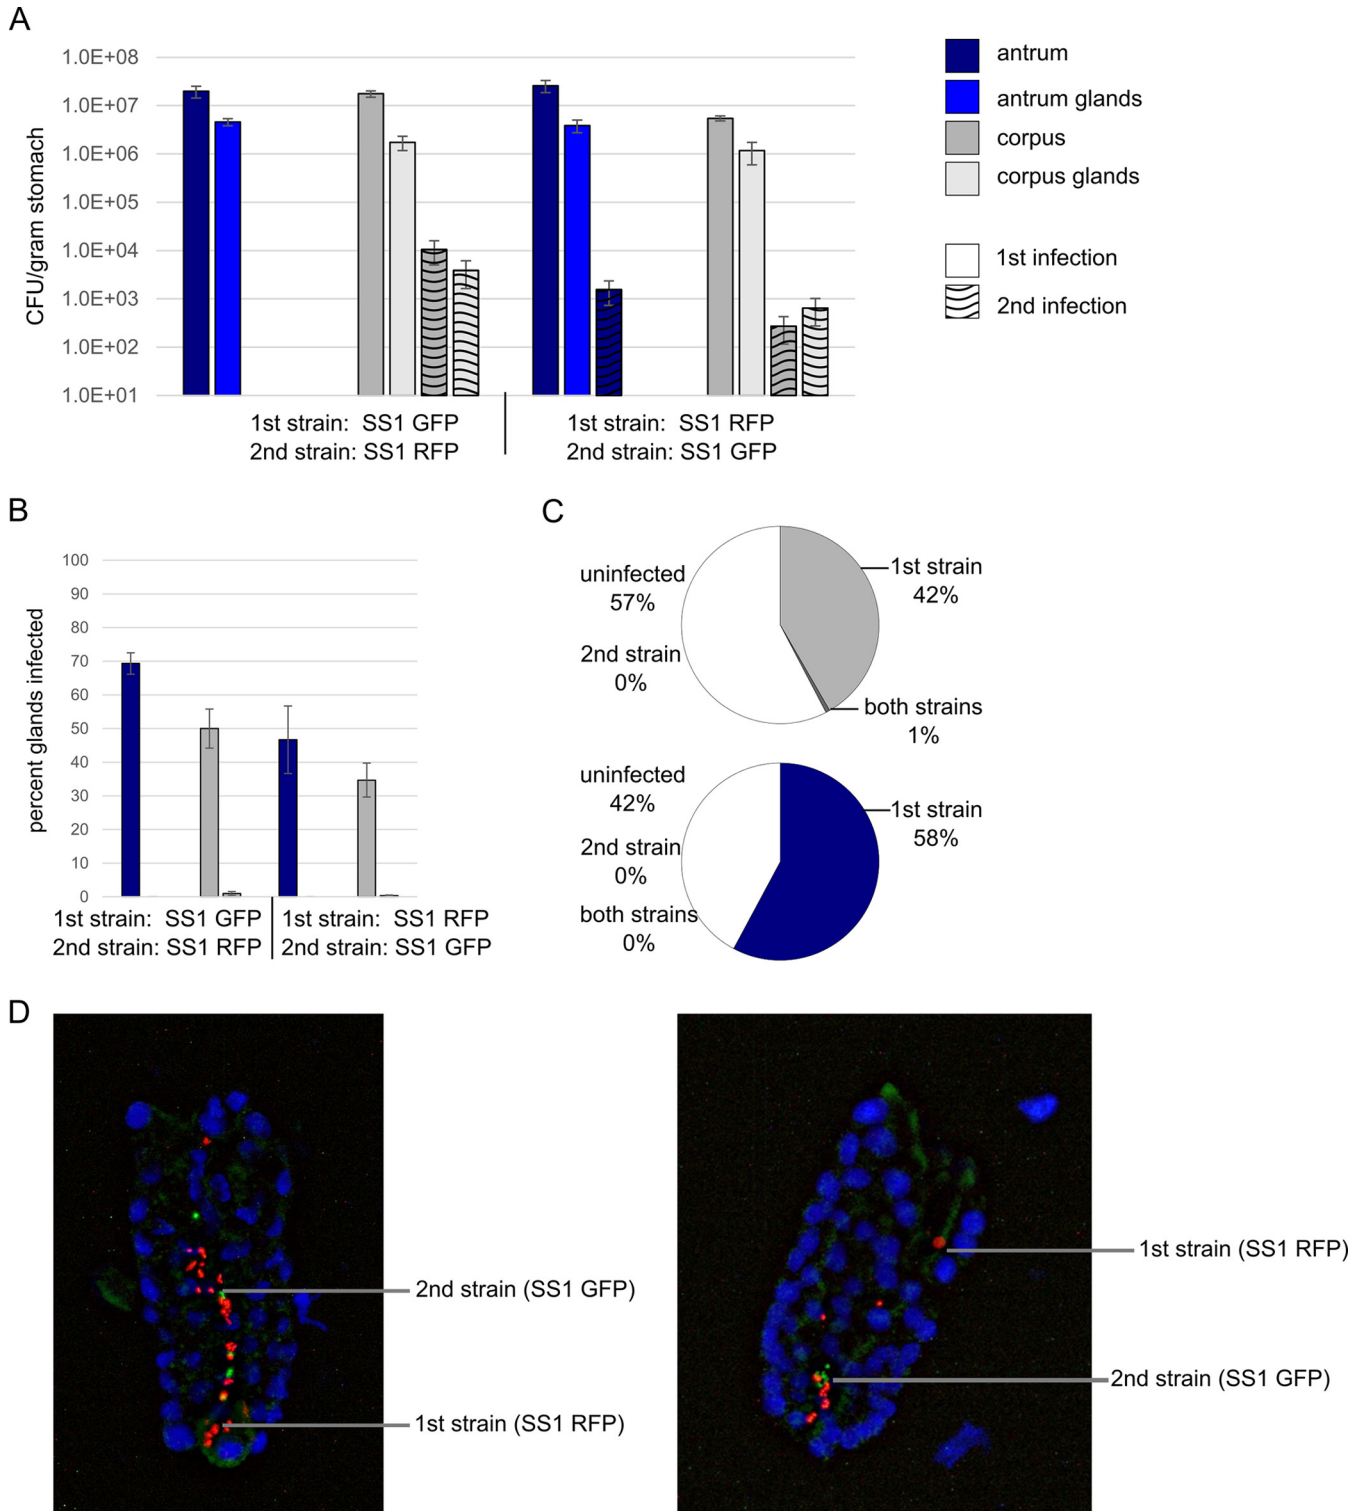 A
1.0E+08
1.0E+07
1.0E+06
1.0E+05
1.0E+04
1.0E+03
1.0E+02
1.0E+01
CFU/gram stomach
1st strain: SS1 GFP
2nd strain: SS1 RFP
1st strain: SS1 RFP
2nd strain: SS1 GFP
antrum
antrum glands
corpus
corpus glands
1st infection
2nd infection
B
100
90
80
70
60
50
40
30
20
10
0
percent glands infected
1st strain: SS1 GFP
2nd strain: SS1 RFP
1st strain: SS1 RFP
2nd strain: SS1 GFP
C
uninfected
57%
2nd strain
0%
1st strain
42%
both strains
1%
uninfected
42%
2nd strain
0%
both strains
0%
1st strain
58%
D
2nd strain (SS1 GFP)
1st strain (SS1 RFP)
1st strain (SS1 RFP)
2nd strain (SS1 GFP)